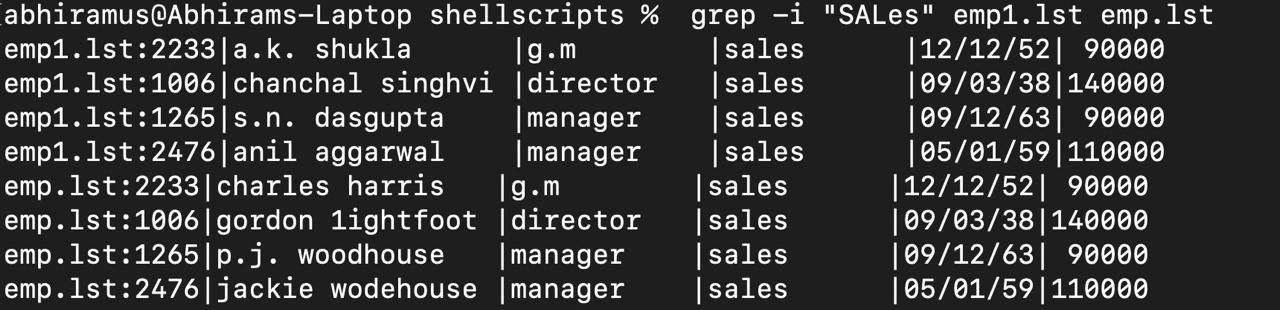 abhiramus@Abhirams-Laptop shellscripts %  grep -i "SALes" emp1.lst emp.lst
emp1.lst:2233|a.k. shukla      |g.m        |sales      |12/12/52| 90000
emp1.lst:1006|chanchal singhvi |director   |sales      |09/03/38|140000
emp1.lst:1265|s.n. dasgupta    |manager    |sales      |09/12/63| 90000
emp1.lst:2476|anil aggarwal    |manager    |sales      |05/01/59|110000
emp.lst:2233|charles harris   |g.m        |sales      |12/12/52| 90000
emp.lst:1006|gordon 1ightfoot |director   |sales      |09/03/38|140000
emp.lst:1265|p.j. woodhouse   |manager    |sales      |09/12/63| 90000
emp.lst:2476|jackie wodehouse |manager    |sales      |05/01/59|110000